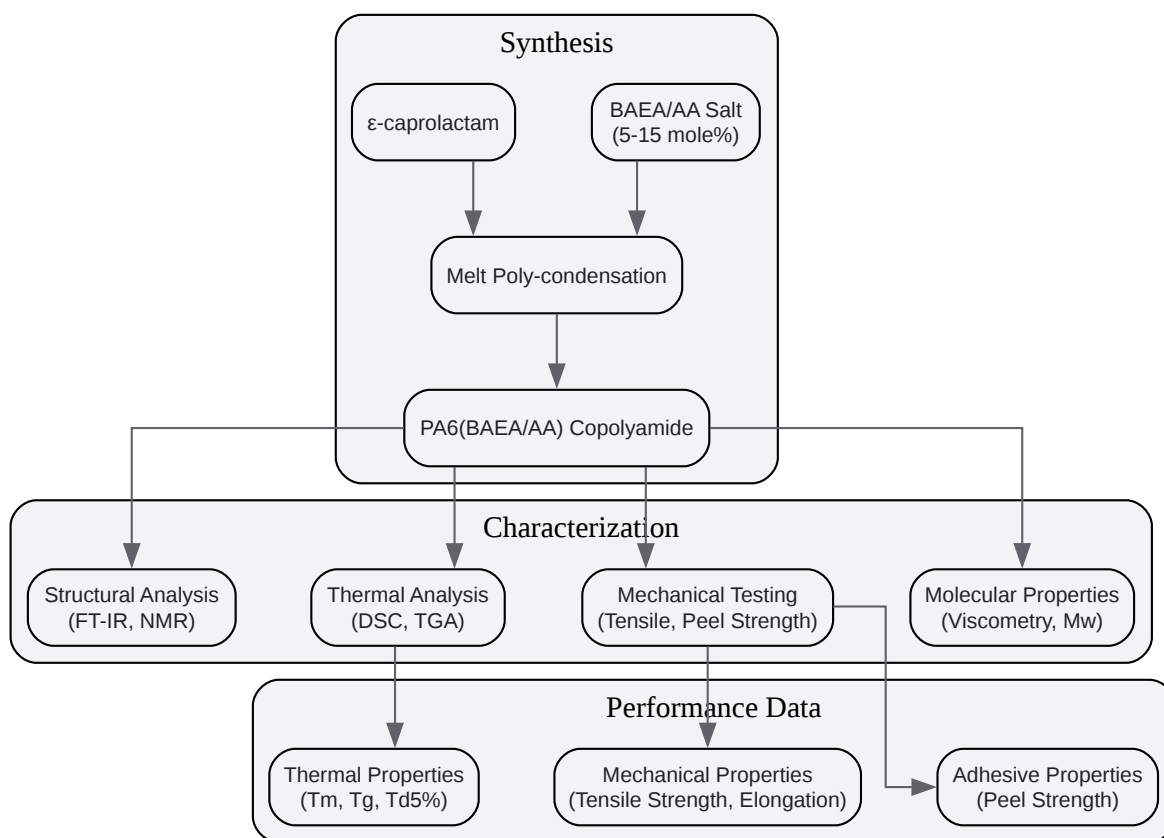 Synthesis
ε-caprolactam
BAEA/AA Salt
(5-15 mole%)
Melt Poly-condensation
PA6(BAEA/AA) Copolyamide
Characterization
Structural Analysis
(FT-IR, NMR)
Thermal Analysis
(DSC, TGA)
Mechanical Testing
(Tensile, Peel Strength)
Molecular Properties
(Viscometry, Mw)
Performance Data
Thermal Properties
(Tm, Tg, Td5%)
Mechanical Properties
(Tensile Strength, Elongation)
Adhesive Properties
(Peel Strength)